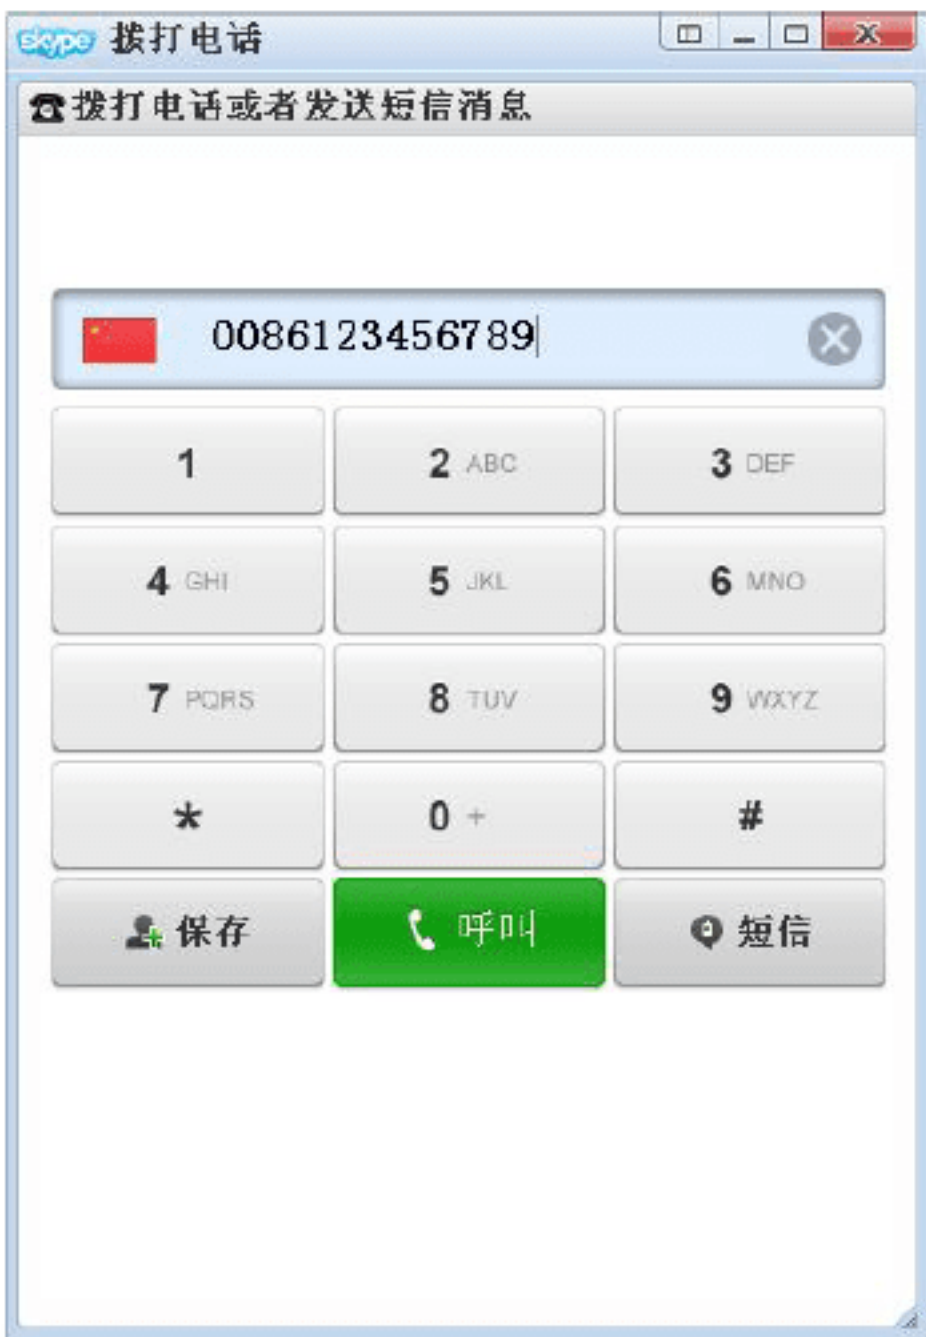 skype 拨打电话
拨打电话或者发送短信消息
0086123456789
1 2 ABC 3 DEF
4 GHI 5 JKL 6 MNO
7 PQRS 8 TUV 9 WXYZ
* 0 + #
保存 呼叫 短信